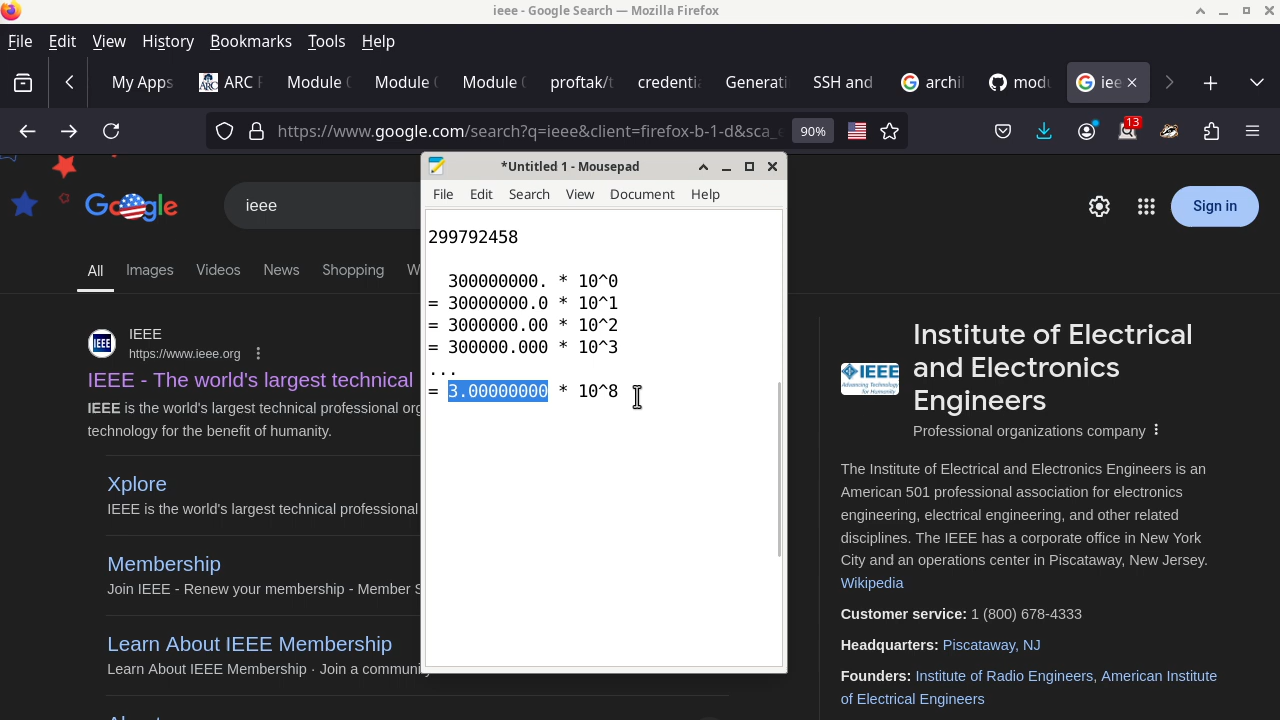 ieee - Google Search — Mozilla Firefox
File Edit View History Bookmarks Tools Help
My Apps ARC Module Module Module proftak/t credenti Generati SSH and archi mod iee
https://www.google.com/search?q=ieee&client=firefox-b-1-d&sca_e 90% 13
*Untitled 1 - Mousepad
File Edit Search View Document Help
299792458
300000000. * 10^0
= 30000000.0 * 10^1
= 3000000.00 * 10^2
= 300000.000 * 10^3
...
= 3.00000000 * 10^8
Google
ieee
Sign in
All Images Videos News Shopping W
IEEE
https://www.ieee.org
IEEE - The world's largest technical
IEEE is the world's largest technical professional org
technology for the benefit of humanity.
Xplore
IEEE is the world's largest technical professional
Membership
Join IEEE - Renew your membership - Member S
Learn About IEEE Membership
Learn About IEEE Membership · Join a communi
IEEE
Advancing Technology
for Humanity
Institute of Electrical
and Electronics
Engineers
Professional organizations company
The Institute of Electrical and Electronics Engineers is an
American 501 professional association for electronics
engineering, electrical engineering, and other related
disciplines. The IEEE has a corporate office in New York
City and an operations center in Piscataway, New Jersey.
Wikipedia
Customer service: 1 (800) 678-4333
Headquarters: Piscataway, NJ
Founders: Institute of Radio Engineers, American Institute
of Electrical Engineers